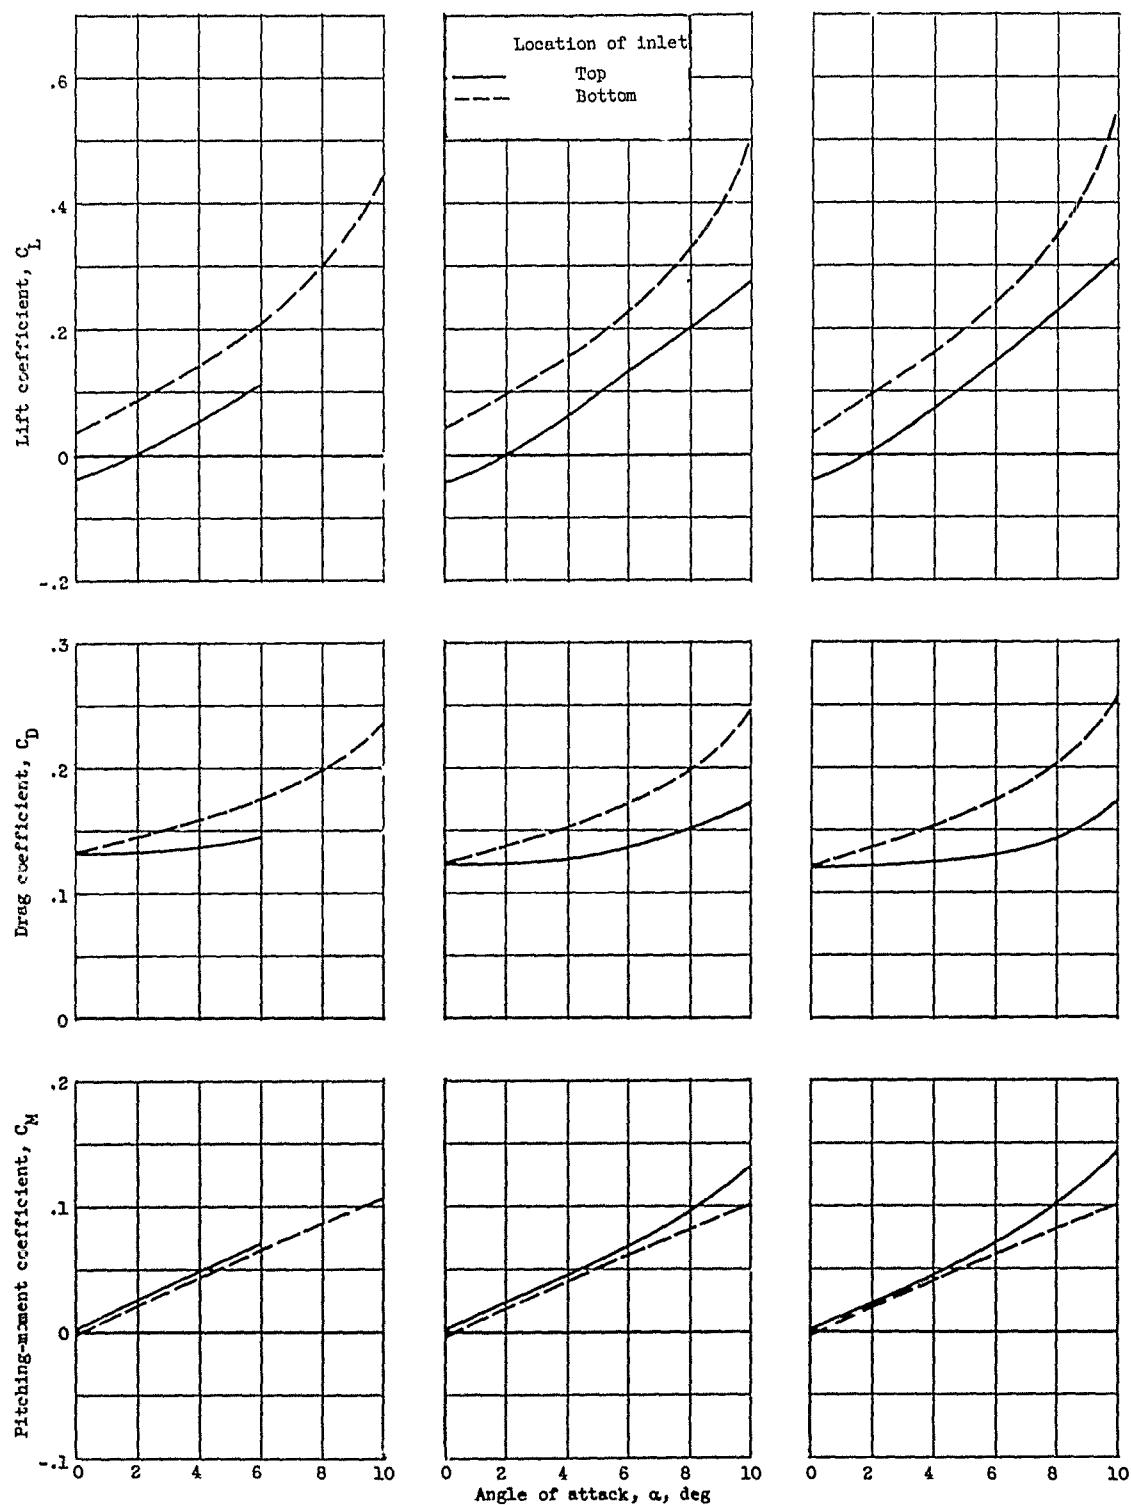 Location of inlet
Top
Bottom
.6
.4
.2
0
-.2
Lift coefficient, C_L
.3
.2
.1
0
Drag coefficient, C_D
.2
.1
0
-.1
Pitching-moment coefficient, C_M
0 2 4 6 10
0 2 4 6 8 10
0 2 4 6 8 10
Angle of attack, α, deg